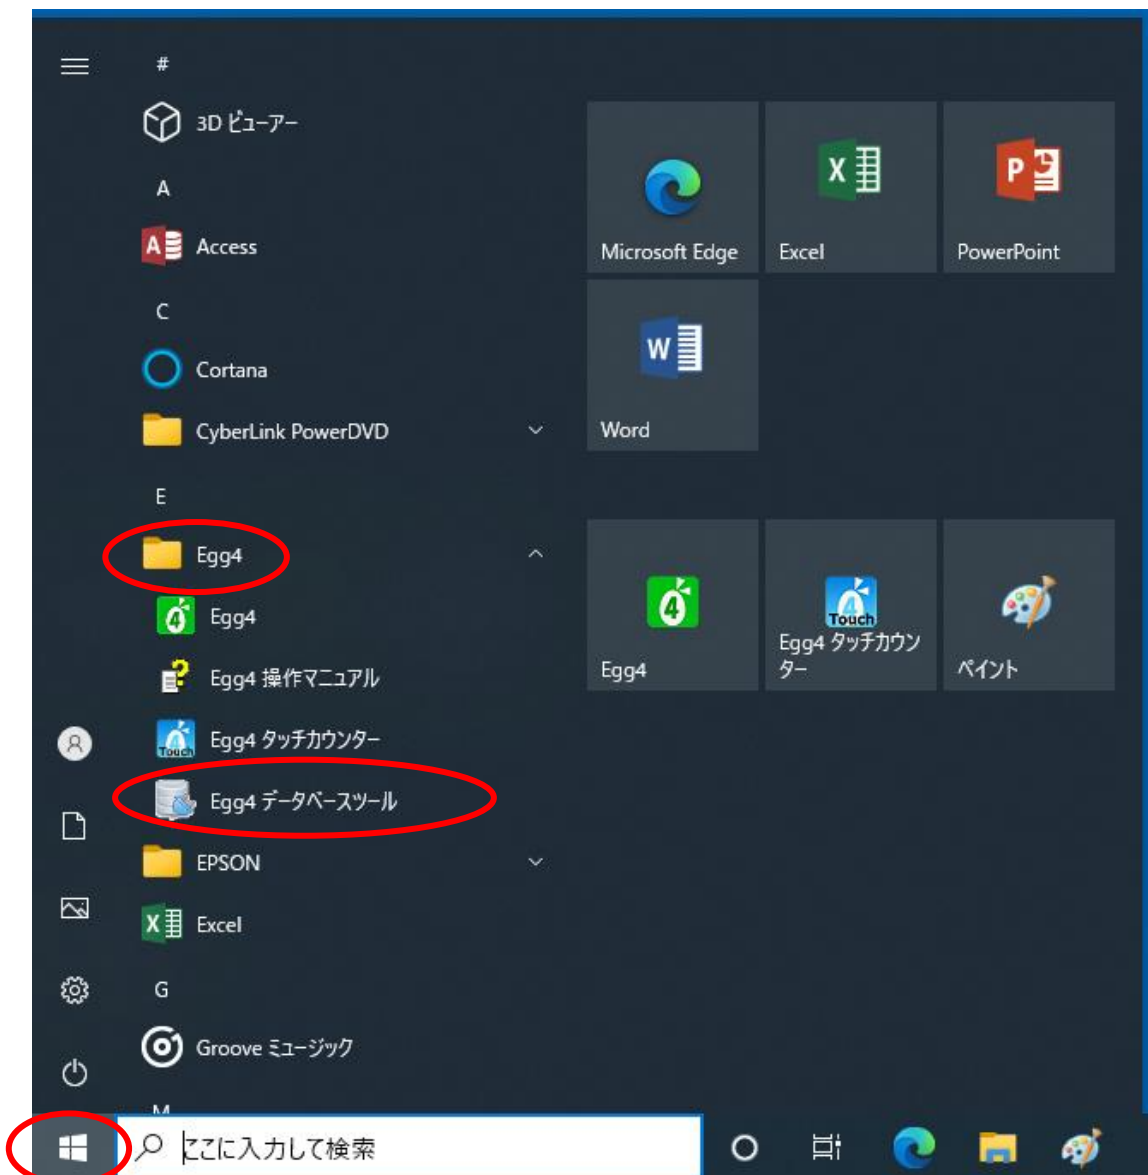 #
3D ビューアー
A
Access
C
Cortana
CyberLink PowerDVD
E
Egg4
Egg4
Egg4 操作マニュアル
Touch
Egg4 タッチカウンター
Egg4 データベースツール
EPSON
Excel
G
Groove ミュージック
M
ここに入力して検索
Microsoft Edge
Excel
PowerPoint
Word
Egg4
Touch
Egg4 タッチカウン
ター
ペイント